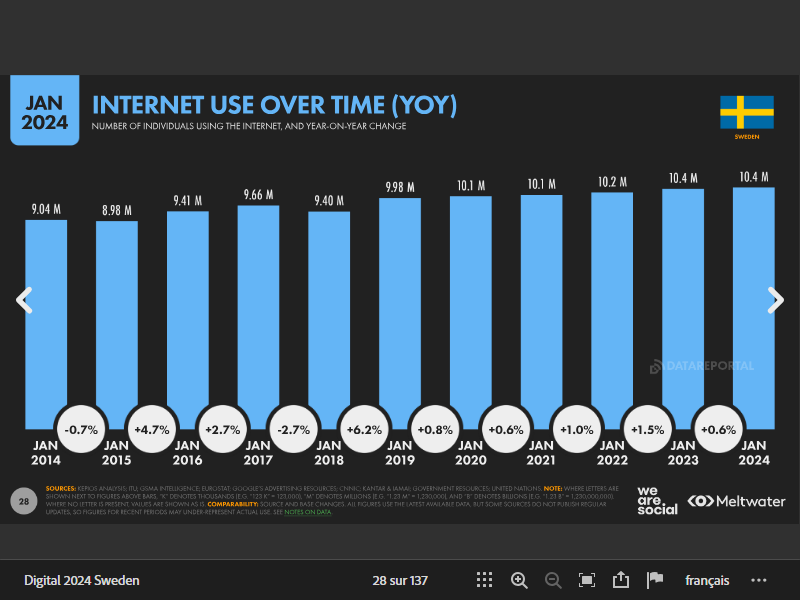 JAN
2024
INTERNET USE OVER TIME (YOY)
NUMBER OF INDIVIDUALS USING THE INTERNET, AND YEAR-ON-YEAR CHANGE
SWEDEN
9.04 M
8.98 M
9.41 M
9.66 M
9.40 M
9.98 M
10.1 M
10.1 M
10.2 M
10.4 M
10.4 M
DATAREPORTAL
-0.7%
+4.7%
+2.7%
-2.7%
+6.2%
+0.8%
+0.6%
+1.0%
+1.5%
+0.6%
JAN
2014
JAN
2015
JAN
2016
JAN
2017
JAN
2018
JAN
2019
JAN
2020
JAN
2021
JAN
2022
JAN
2023
JAN
2024
28
SOURCES: KEPIOS ANALYSIS; ITU; GSMA INTELLIGENCE; EUROSTAT; GOOGLE'S ADVERTISING RESOURCES; CNNIC; KANTAR & IAMAI; GOVERNMENT RESOURCES; UNITED NATIONS. NOTE: WHERE LETTERS ARE
SHOWN NEXT TO FIGURES ABOVE BARS, "K" DENOTES THOUSANDS (E.G. "123 K" = 123,000), "M" DENOTES MILLIONS (E.G. "1.23 M" = 1,230,000), AND "B" DENOTES BILLIONS (E.G. "1.23 B" = 1,230,000,000).
WHERE NO LETTER IS PRESENT, VALUES ARE SHOWN AS IS. COMPARABILITY: SOURCE AND BASE CHANGES. ALL FIGURES USE THE LATEST AVAILABLE DATA, BUT SOME SOURCES DO NOT PUBLISH REGULAR
UPDATES, SO FIGURES FOR RECENT PERIODS MAY UNDER-REPRESENT ACTUAL USE. SEE NOTES ON DATA.
we
are.
social
Meltwater
Digital 2024 Sweden
28 sur 137
français